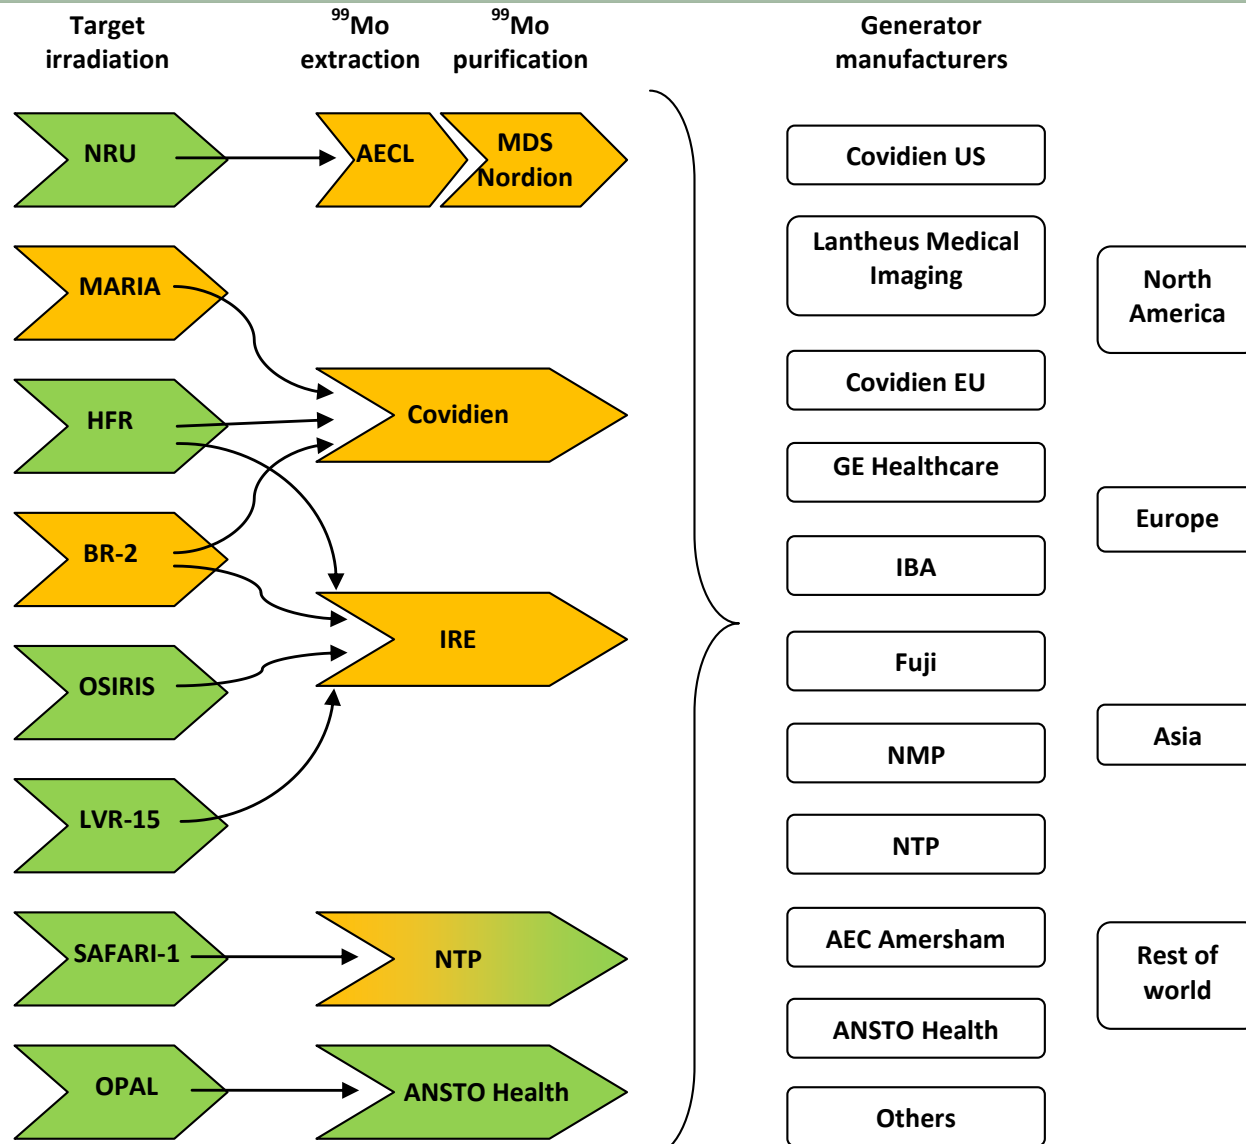 Target
irradiation
99Mo
extraction
99Mo
purification
Generator
manufacturers
NRU
AECL
MDS
Nordion
MARIA
HFR
Covidien
BR-2
IRE
OSIRIS
LVR-15
SAFARI-1
NTP
OPAL
ANSTO Health
Covidien US
Lantheus Medical
Imaging
Covidien EU
GE Healthcare
IBA
Fuji
NMP
NTP
AEC Amersham
ANSTO Health
Others
North
America
Europe
Asia
Rest of
world